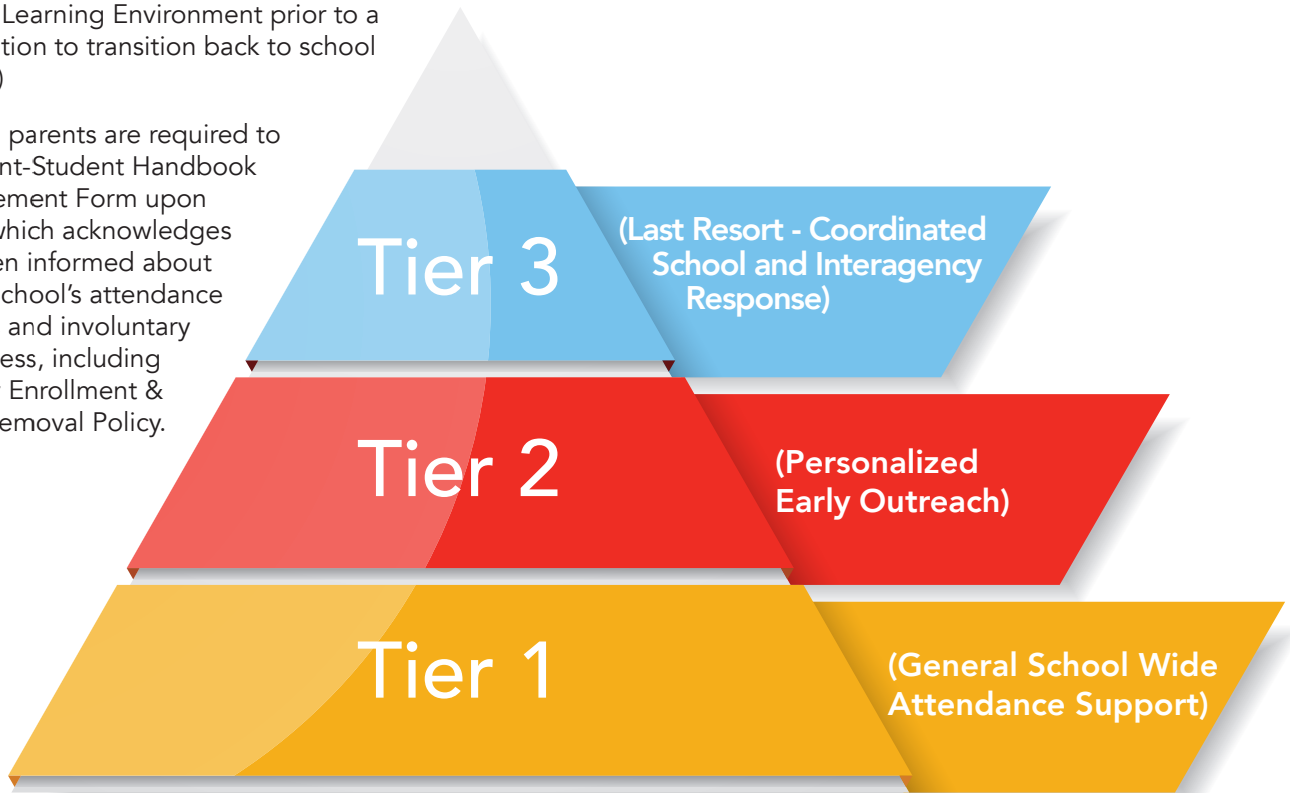 Learning Environment prior to a
tion to transition back to school
)
parents are required to
nt-Student Handbook
ement Form upon
which acknowledges
en informed about
school's attendance
and involuntary
ess, including
Enrollment &
emoval Policy.
Tier 3
(Last Resort - Coordinated
School and Interagency
Response)
Tier 2
(Personalized
Early Outreach)
Tier 1
(General School Wide
Attendance Support)